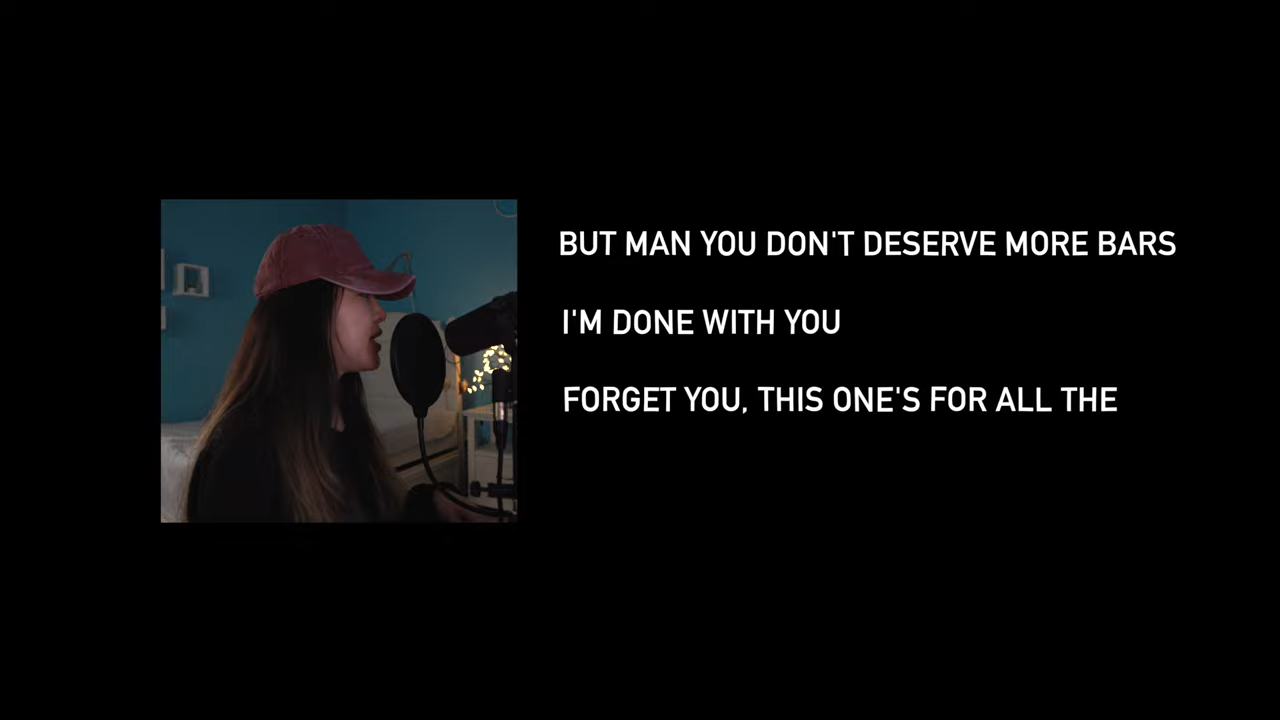 BUT MAN YOU DON'T DESERVE MORE BARS
I'M DONE WITH YOU
FORGET YOU, THIS ONE'S FOR ALL THE